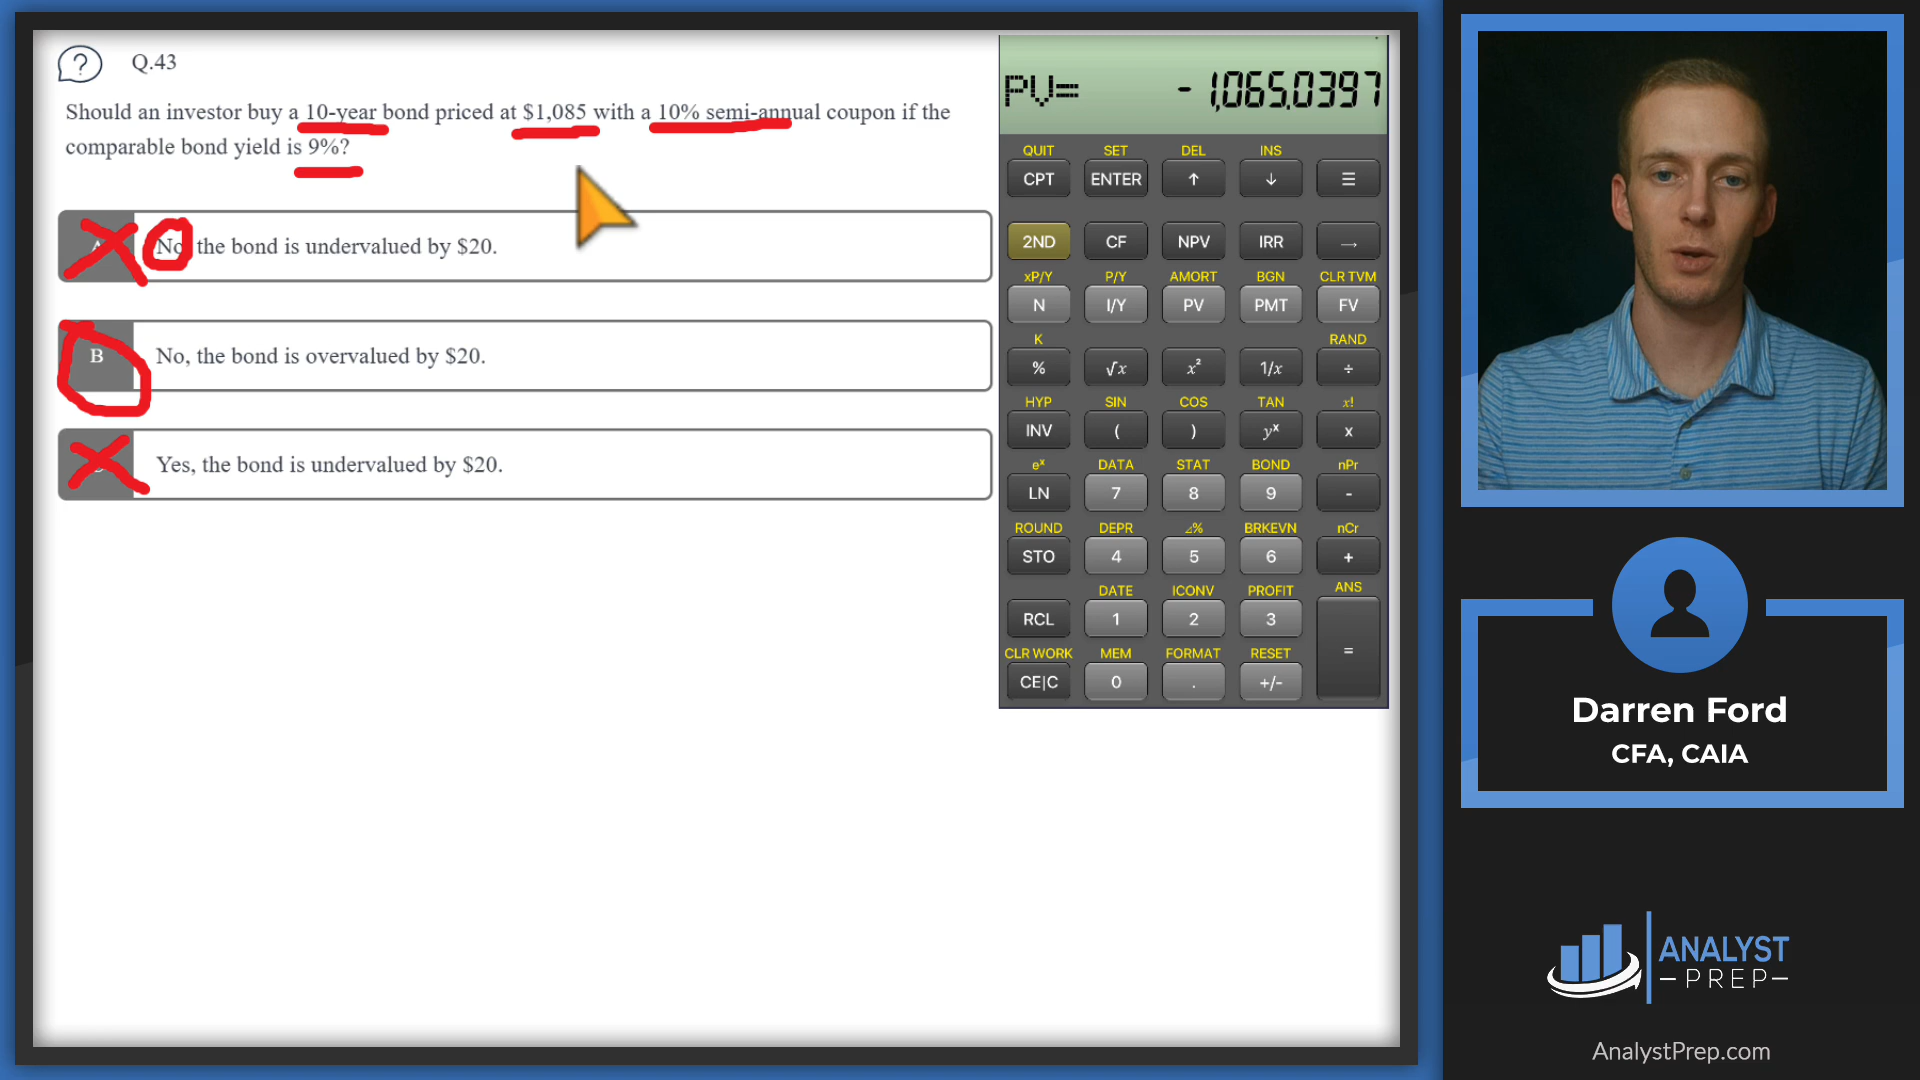 Q.43
Should an investor buy a 10-year bond priced at $1,085 with a 10% semi-annual coupon if the
comparable bond yield is 9%?
No, the bond is undervalued by $20.
B
No, the bond is overvalued by $20.
Yes, the bond is undervalued by $20.
PV= -1,065.0397
QUIT SET DEL INS
CPT ENTER ↑ ↓ ☰
2ND CF NPV IRR →
xP/Y P/Y AMORT BGN CLR TVM
N I/Y PV PMT FV
K RAND
% √x x² 1/x ÷
HYP SIN COS TAN x!
INV ( ) yˣ x
eˣ DATA STAT BOND nPr
LN 7 8 9 -
ROUND DEPR ⊿% BRKEVN nCr
STO 4 5 6 +
DATE ICONV PROFIT ANS
RCL 1 2 3 =
CLR WORK MEM FORMAT RESET
CE|C 0 . +/-
Darren Ford
CFA, CAIA
ANALYST
PREP
AnalystPrep.com